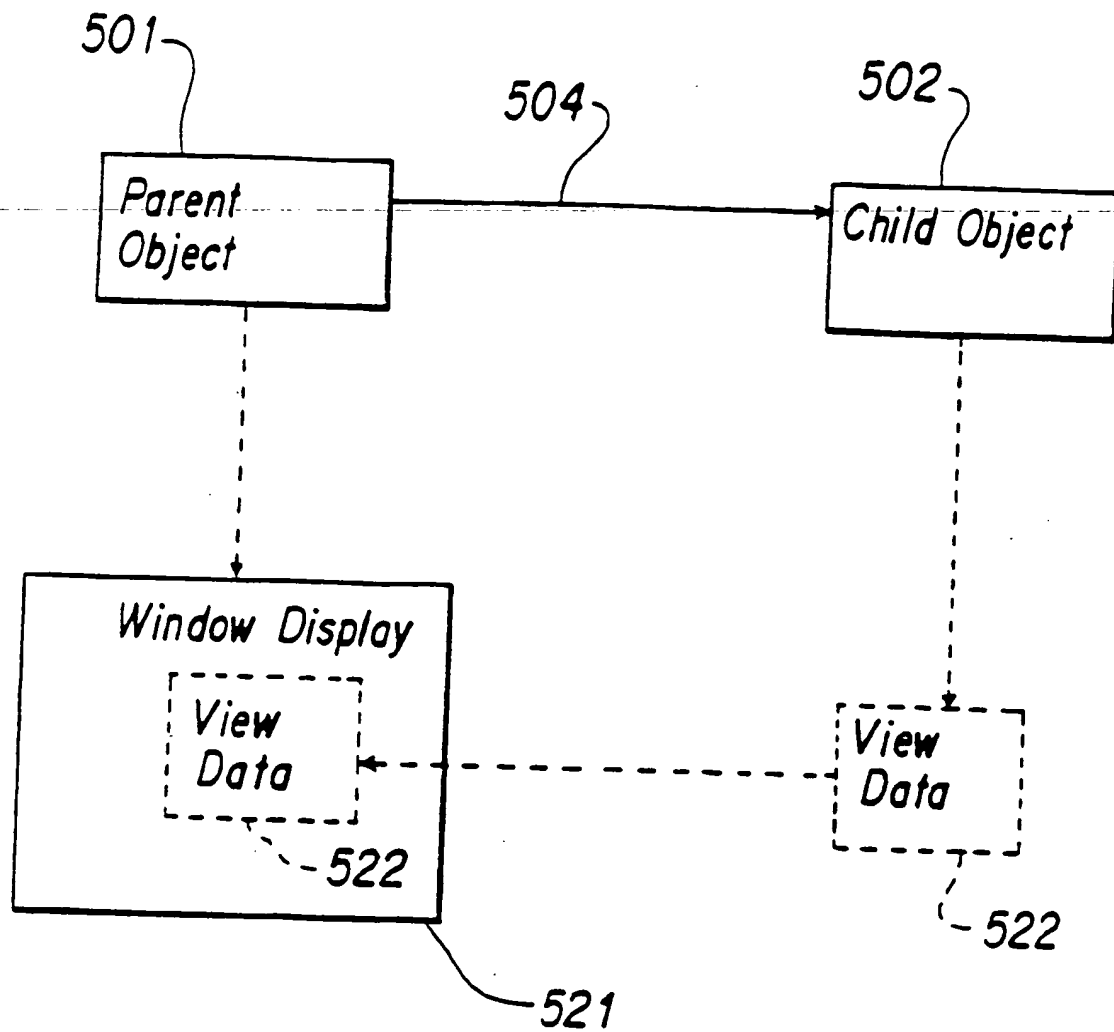 501
504
502
Parent
Object
Child Object
Window Display
View
Data
522
View
Data
522
521